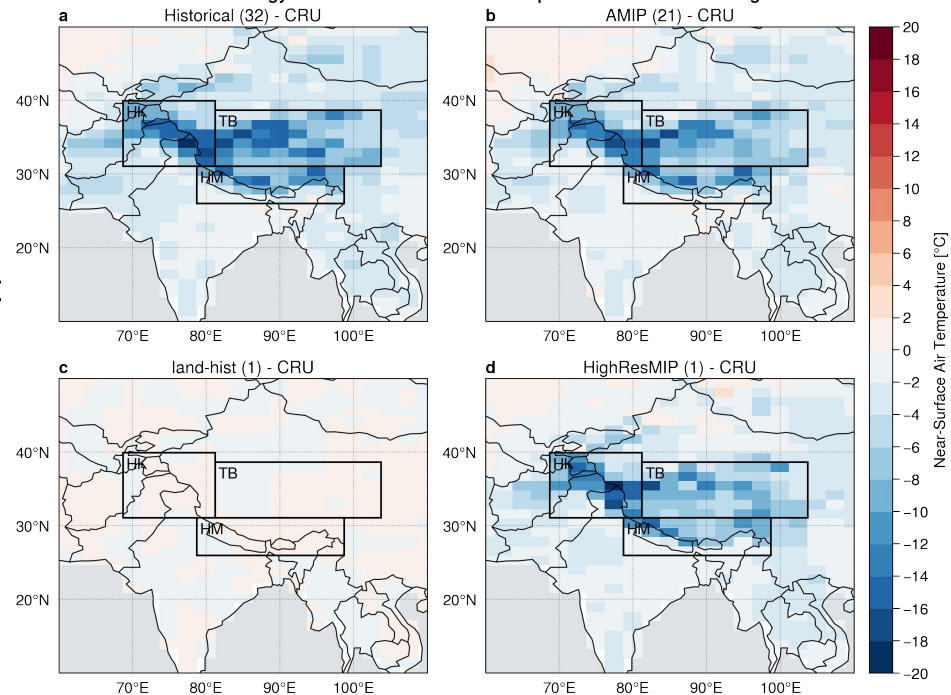 a Historical (32) - CRU
b AMIP (21) - CRU
HK
TB
HM
HK
TB
HM
40°N
30°N
20°N
70°E 80°E 90°E 100°E
70°E 80°E 90°E 100°E
c land-hist (1) - CRU
d HighResMIP (1) - CRU
HK
TB
HM
HK
TB
HM
40°N
30°N
20°N
70°E 80°E 90°E 100°E
70°E 80°E 90°E 100°E
20
18
16
14
12
10
8
6
4
2
0
−2
−4
−6
−8
−10
−12
−14
−16
−18
−20
Near-Surface Air Temperature [°C]